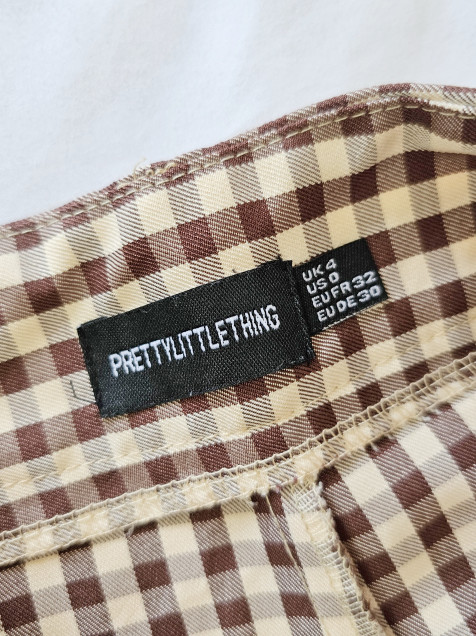 PRETTYLITTLETHING
UK 4
US 0
EU FR 32
EU DE 30